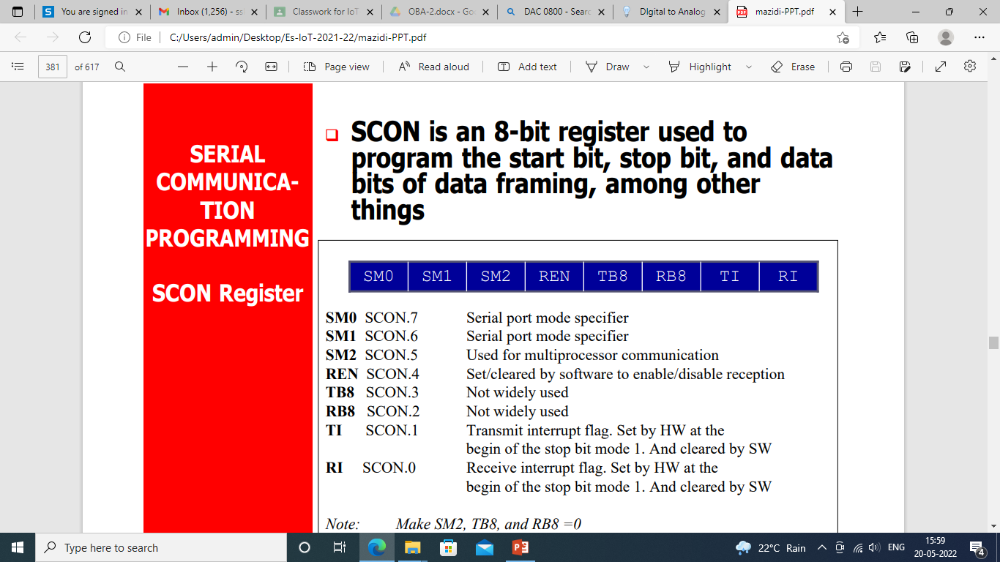 You are signed in
Inbox (1,256) - ss
Classwork for IoT
OBA-2.docx - Go
DAC 0800 - Searc
DIgital to Analog
mazidi-PPT.pdf
File
C:/Users/admin/Desktop/Es-IoT-2021-22/mazidi-PPT.pdf
381 of 617
Page view
Read aloud
Add text
Draw
Highlight
Erase
SERIAL
COMMUNICA-
TION
PROGRAMMING
SCON Register
SCON is an 8-bit register used to
program the start bit, stop bit, and data
bits of data framing, among other
things
SM0 SM1 SM2 REN TB8 RB8 TI RI
SM0 SCON.7 Serial port mode specifier
SM1 SCON.6 Serial port mode specifier
SM2 SCON.5 Used for multiprocessor communication
REN SCON.4 Set/cleared by software to enable/disable reception
TB8 SCON.3 Not widely used
RB8 SCON.2 Not widely used
TI SCON.1 Transmit interrupt flag. Set by HW at the
begin of the stop bit mode 1. And cleared by SW
RI SCON.0 Receive interrupt flag. Set by HW at the
begin of the stop bit mode 1. And cleared by SW
Note: Make SM2, TB8, and RB8 =0
Type here to search
22°C Rain
ENG
15:59
20-05-2022
4